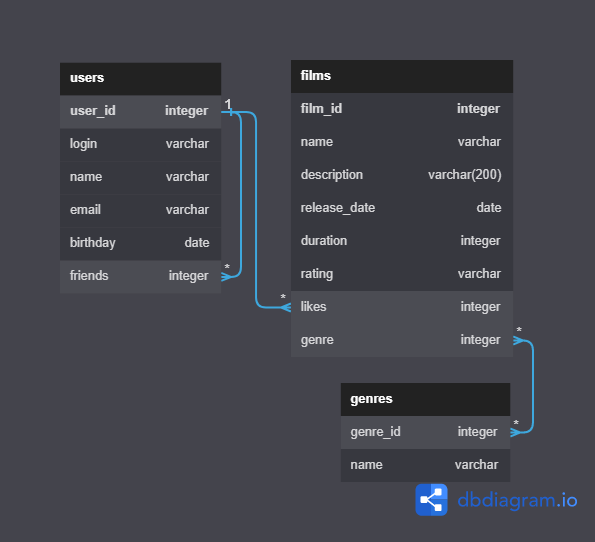 users
user_id integer
login varchar
name varchar
email varchar
birthday date
friends integer
1
*
films
film_id integer
name varchar
description varchar(200)
release_date date
duration integer
rating varchar
* likes integer
genre integer *
genres *
genre_id integer
name varchar
dbdiagram.io